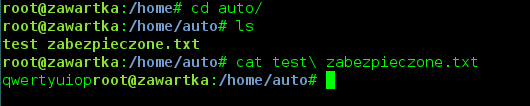 root@zawartka:/home# cd auto/
root@zawartka:/home/auto# ls
test zabezpieczone.txt
root@zawartka:/home/auto# cat test\ zabezpieczone.txt
qwertyuioproot@zawartka:/home/auto#